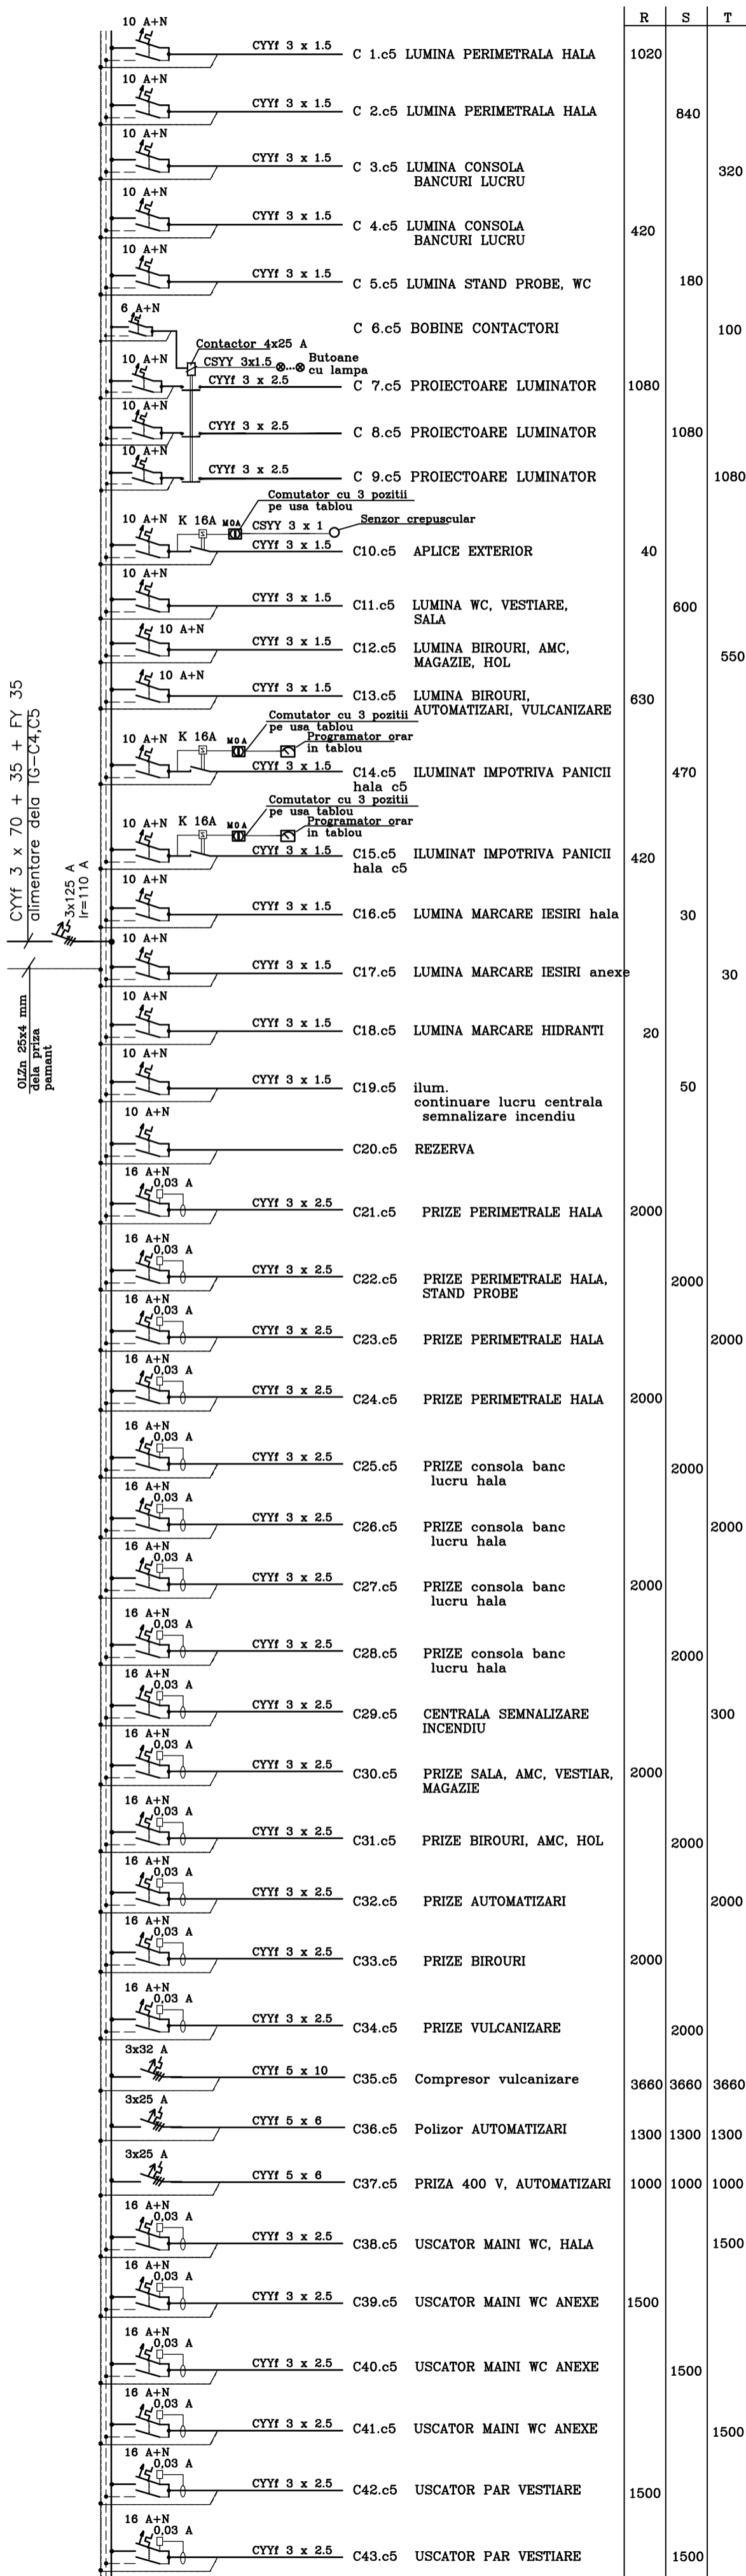 R S T
10 A+N
CYYf 3 x 1.5 C 1.c5 LUMINA PERIMETRALA HALA 1020
10 A+N
CYYf 3 x 1.5 C 2.c5 LUMINA PERIMETRALA HALA 840
10 A+N
CYYf 3 x 1.5 C 3.c5 LUMINA CONSOLA 320
BANCURI LUCRU
10 A+N
CYYf 3 x 1.5 C 4.c5 LUMINA CONSOLA 420
BANCURI LUCRU
10 A+N
CYYf 3 x 1.5 C 5.c5 LUMINA STAND PROBE, WC 180
6 A+N
C 6.c5 BOBINE CONTACTORI 100
Contactor 4x25 A
CSYY 3x1.5 Butoane
cu lampa
10 A+N
CYYf 3 x 2.5 C 7.c5 PROIECTOARE LUMINATOR 1080
10 A+N
CYYf 3 x 2.5 C 8.c5 PROIECTOARE LUMINATOR 1080
10 A+N
CYYf 3 x 2.5 C 9.c5 PROIECTOARE LUMINATOR 1080
Comutator cu 3 pozitii
pe usa tablou
10 A+N K 16A M0A CSYY 3 x 1 Senzor crepuscular
CYYf 3 x 1.5 C10.c5 APLICE EXTERIOR 40
10 A+N
CYYf 3 x 1.5 C11.c5 LUMINA WC, VESTIARE, 600
SALA
10 A+N
CYYf 3 x 1.5 C12.c5 LUMINA BIROURI, AMC, 550
MAGAZIE, HOL
10 A+N
CYYf 3 x 1.5 C13.c5 LUMINA BIROURI, 630
AUTOMATIZARI, VULCANIZARE
Comutator cu 3 pozitii
pe usa tablou
10 A+N K 16A M0A Programator orar
in tablou
CYYf 3 x 1.5 C14.c5 ILUMINAT IMPOTRIVA PANICII 470
hala c5
Comutator cu 3 pozitii
pe usa tablou
10 A+N K 16A M0A Programator orar
in tablou
CYYf 3 x 1.5 C15.c5 ILUMINAT IMPOTRIVA PANICII 420
hala c5
CYYf 3 x 70 + 35 + FY 35
alimentare dela TG-C4,C5
3x125 A
Ir=110 A
10 A+N
CYYf 3 x 1.5 C16.c5 LUMINA MARCARE IESIRI hala 30
10 A+N
CYYf 3 x 1.5 C17.c5 LUMINA MARCARE IESIRI anexe 30
OLZn 25x4 mm
dela priza
pamant
10 A+N
CYYf 3 x 1.5 C18.c5 LUMINA MARCARE HIDRANTI 20
10 A+N
CYYf 3 x 1.5 C19.c5 ilum. 50
continuare lucru centrala
semnalizare incendiu
10 A+N
C20.c5 REZERVA
16 A+N
0,03 A
CYYf 3 x 2.5 C21.c5 PRIZE PERIMETRALE HALA 2000
16 A+N
0,03 A
CYYf 3 x 2.5 C22.c5 PRIZE PERIMETRALE HALA, 2000
STAND PROBE
16 A+N
0,03 A
CYYf 3 x 2.5 C23.c5 PRIZE PERIMETRALE HALA 2000
16 A+N
0,03 A
CYYf 3 x 2.5 C24.c5 PRIZE PERIMETRALE HALA 2000
16 A+N
0,03 A
CYYf 3 x 2.5 C25.c5 PRIZE consola banc 2000
lucru hala
16 A+N
0,03 A
CYYf 3 x 2.5 C26.c5 PRIZE consola banc 2000
lucru hala
16 A+N
0,03 A
CYYf 3 x 2.5 C27.c5 PRIZE consola banc 2000
lucru hala
16 A+N
0,03 A
CYYf 3 x 2.5 C28.c5 PRIZE consola banc 2000
lucru hala
16 A+N
0,03 A
CYYf 3 x 2.5 C29.c5 CENTRALA SEMNALIZARE 300
INCENDIU
16 A+N
0,03 A
CYYf 3 x 2.5 C30.c5 PRIZE SALA, AMC, VESTIAR, 2000
MAGAZIE
16 A+N
0,03 A
CYYf 3 x 2.5 C31.c5 PRIZE BIROURI, AMC, HOL 2000
16 A+N
0,03 A
CYYf 3 x 2.5 C32.c5 PRIZE AUTOMATIZARI 2000
16 A+N
0,03 A
CYYf 3 x 2.5 C33.c5 PRIZE BIROURI 2000
16 A+N
0,03 A
CYYf 3 x 2.5 C34.c5 PRIZE VULCANIZARE 2000
3x32 A
CYYf 5 x 10 C35.c5 Compresor vulcanizare 3660 3660 3660
3x25 A
CYYf 5 x 6 C36.c5 Polizor AUTOMATIZARI 1300 1300 1300
3x25 A
CYYf 5 x 6 C37.c5 PRIZA 400 V, AUTOMATIZARI 1000 1000 1000
16 A+N
0,03 A
CYYf 3 x 2.5 C38.c5 USCATOR MAINI WC, HALA 1500
16 A+N
0,03 A
CYYf 3 x 2.5 C39.c5 USCATOR MAINI WC ANEXE 1500
16 A+N
0,03 A
CYYf 3 x 2.5 C40.c5 USCATOR MAINI WC ANEXE 1500
16 A+N
0,03 A
CYYf 3 x 2.5 C41.c5 USCATOR MAINI WC ANEXE 1500
16 A+N
0,03 A
CYYf 3 x 2.5 C42.c5 USCATOR PAR VESTIARE 1500
16 A+N
0,03 A
CYYf 3 x 2.5 C43.c5 USCATOR PAR VESTIARE 1500